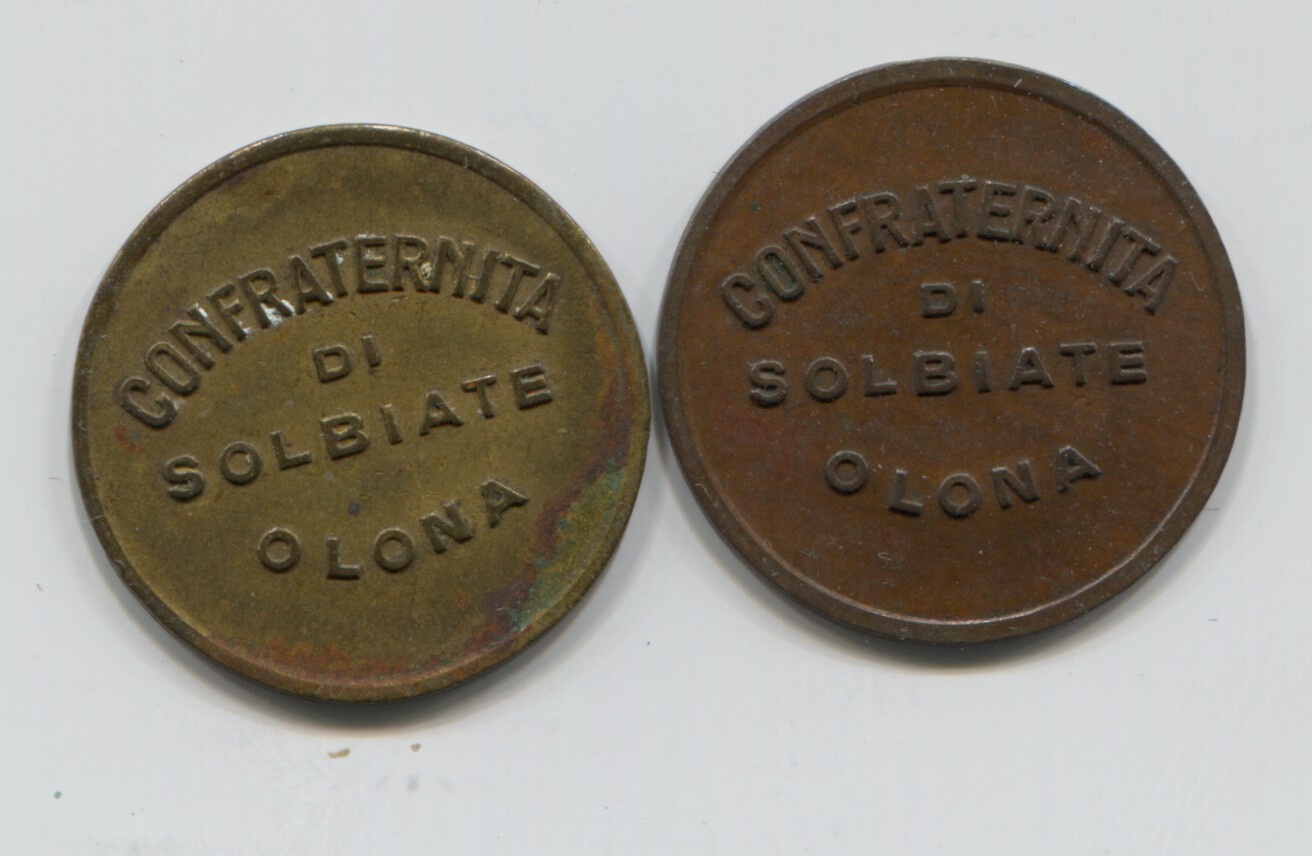 CONFRATERNITA
DI
SOLBIATE
OLONA
CONFRATERNITA
DI
SOLBIATE
OLONA